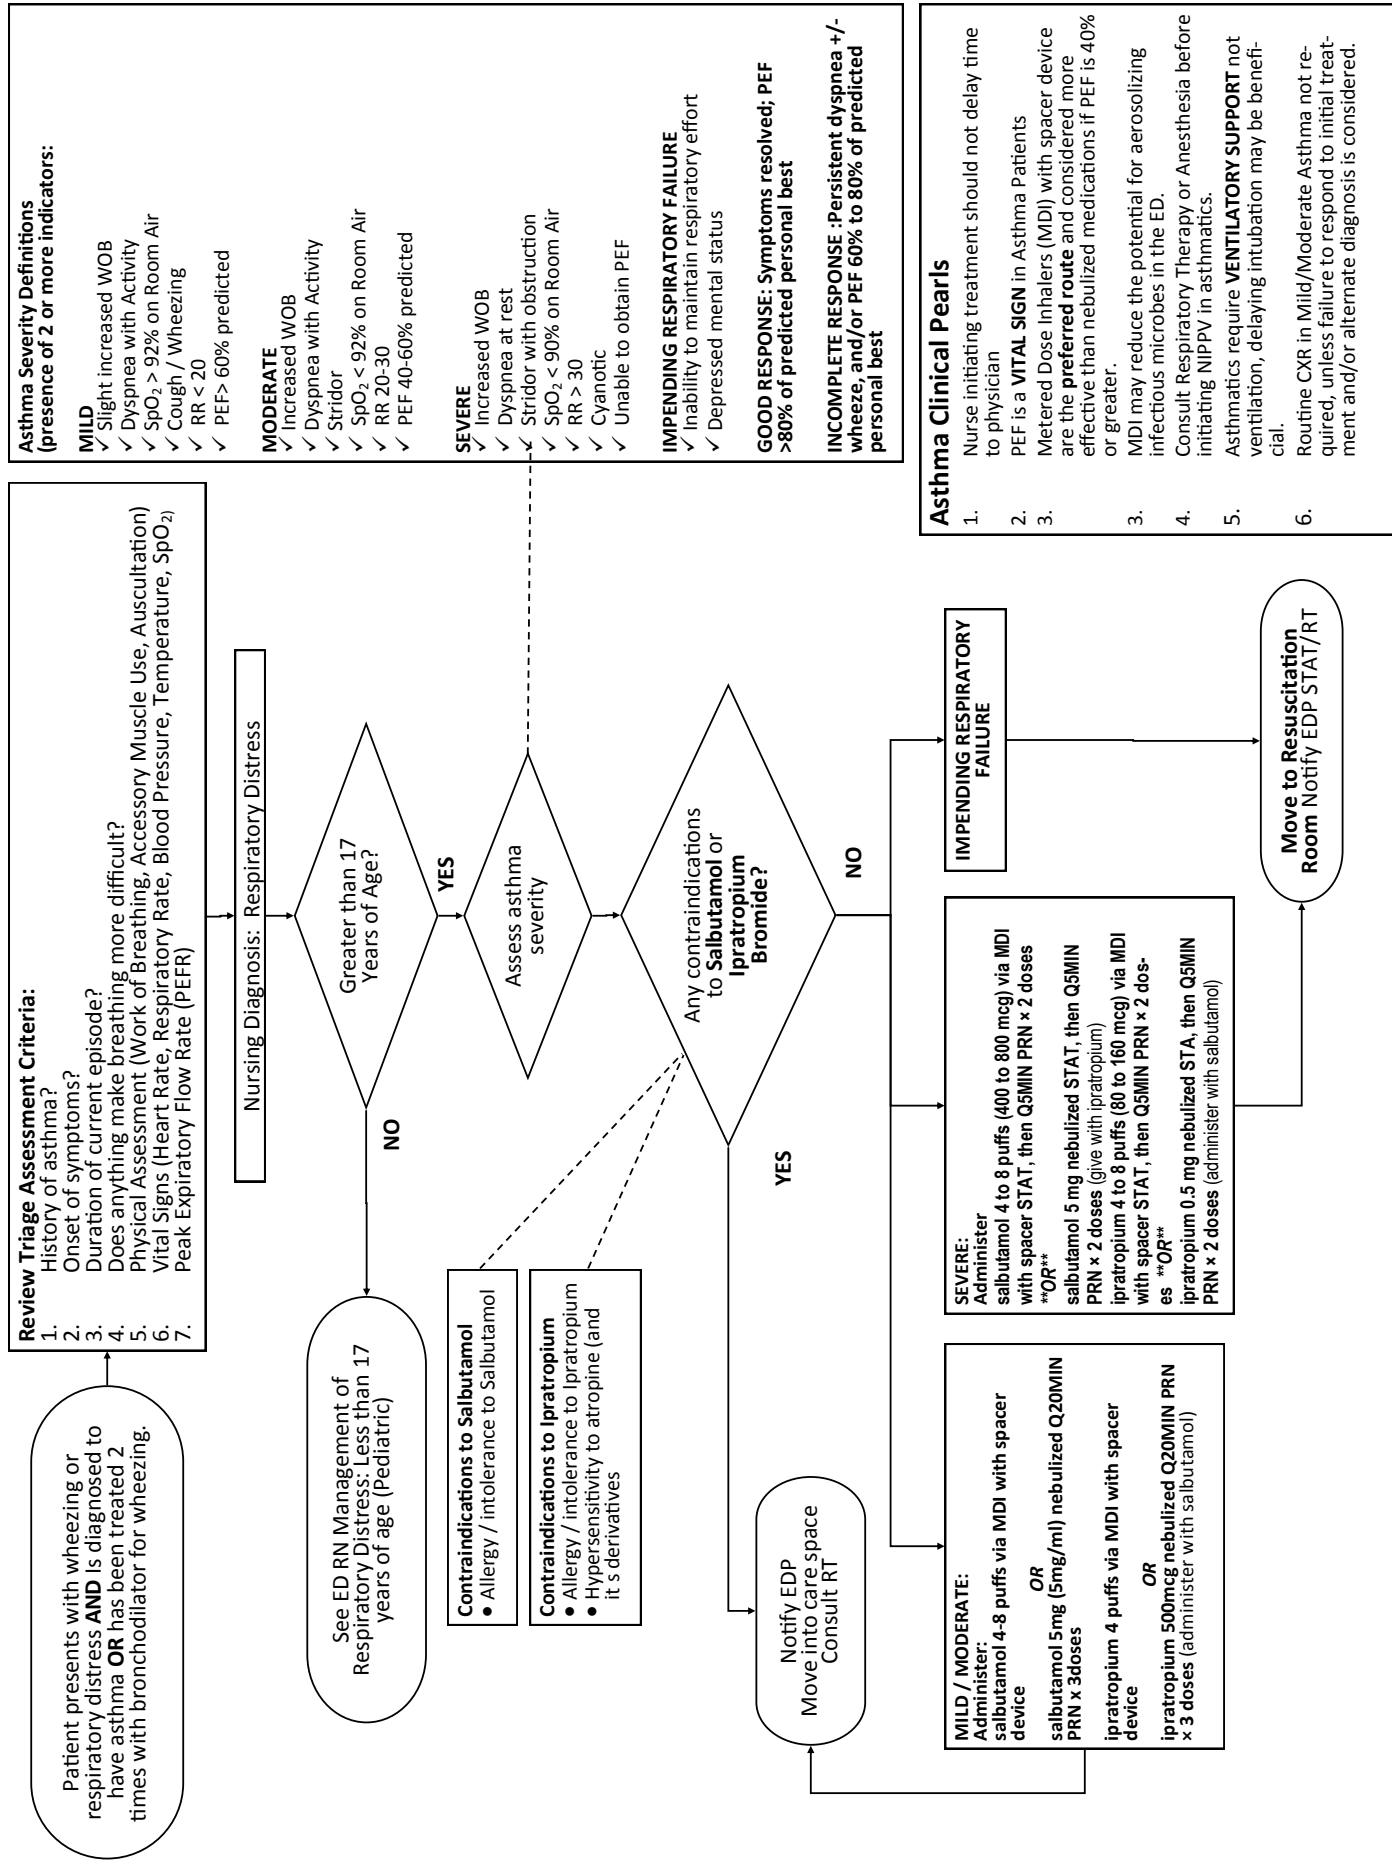 Patient presents with wheezing or
respiratory distress AND Is diagnosed to
have asthma OR has been treated 2
times with bronchodilator for wheezing.
Review Triage Assessment Criteria:
1. History of asthma?
2. Onset of symptoms?
3. Duration of current episode?
4. Does anything make breathing more difficult?
5. Physical Assessment (Work of Breathing, Accessory Muscle Use, Auscultation)
6. Vital Signs (Heart Rate, Respiratory Rate, Blood Pressure, Temperature, SpO₂)
7. Peak Expiratory Flow Rate (PEFR)
Asthma Severity Definitions
(presence of 2 or more indicators:
MILD
✓ Slight increased WOB
✓ Dyspnea with Activity
✓ SpO₂ > 92% on Room Air
✓ Cough / Wheezing
✓ RR < 20
✓ PEF> 60% predicted
MODERATE
✓ Increased WOB
✓ Dyspnea with Activity
✓ Stridor
✓ SpO₂ < 92% on Room Air
✓ RR 20-30
✓ PEF 40-60% predicted
SEVERE
✓ Increased WOB
✓ Dyspnea at rest
✓ Stridor with obstruction
✓ SpO₂ < 90% on Room Air
✓ RR > 30
✓ Cyanotic
✓ Unable to obtain PEF
IMPENDING RESPIRATORY FAILURE
✓ Inability to maintain respiratory effort
✓ Depressed mental status
GOOD RESPONSE: Symptoms resolved; PEF
>80% of predicted personal best
INCOMPLETE RESPONSE :Persistent dyspnea +/-
wheeze, and/or PEF 60% to 80% of predicted
personal best
Nursing Diagnosis: Respiratory Distress
Greater than 17
Years of Age?
NO
YES
See ED RN Management of
Respiratory Distress: Less than 17
years of age (Pediatric)
Assess asthma
severity
Contraindications to Salbutamol
● Allergy / intolerance to Salbutamol
Contraindications to Ipratropium
● Allergy / intolerance to Ipratropium
● Hypersensitivity to atropine (and
it s derivatives
Any contraindications
to Salbutamol or
Ipratropium
Bromide?
YES
NO
Notify EDP
Move into care space
Consult RT
MILD / MODERATE:
Administer:
salbutamol 4-8 puffs via MDI with spacer
device
OR
salbutamol 5mg (5mg/ml) nebulized Q20MIN
PRN x 3doses
ipratropium 4 puffs via MDI with spacer
device
OR
ipratropium 500mcg nebulized Q20MIN PRN
× 3 doses (administer with salbutamol)
SEVERE:
Administer
salbutamol 4 to 8 puffs (400 to 800 mcg) via MDI
with spacer STAT, then Q5MIN PRN × 2 doses
**OR**
salbutamol 5 mg nebulized STAT, then Q5MIN
PRN × 2 doses (give with ipratropium)
ipratropium 4 to 8 puffs (80 to 160 mcg) via MDI
with spacer STAT, then Q5MIN PRN × 2 dos-
es **OR**
ipratropium 0.5 mg nebulized STA, then Q5MIN
PRN × 2 doses (administer with salbutamol)
IMPENDING RESPIRATORY
FAILURE
Move to Resuscitation
Room Notify EDP STAT/RT
Asthma Clinical Pearls
1. Nurse initiating treatment should not delay time
to physician
2. PEF is a VITAL SIGN in Asthma Patients
3. Metered Dose Inhalers (MDI) with spacer device
are the preferred route and considered more
effective than nebulized medications if PEF is 40%
or greater.
3. MDI may reduce the potential for aerosolizing
infectious microbes in the ED.
4. Consult Respiratory Therapy or Anesthesia before
initiating NIPPV in asthmatics.
5. Asthmatics require VENTILATORY SUPPORT not
ventilation, delaying intubation may be benefi-
cial.
6. Routine CXR in Mild/Moderate Asthma not re-
quired, unless failure to respond to initial treat-
ment and/or alternate diagnosis is considered.